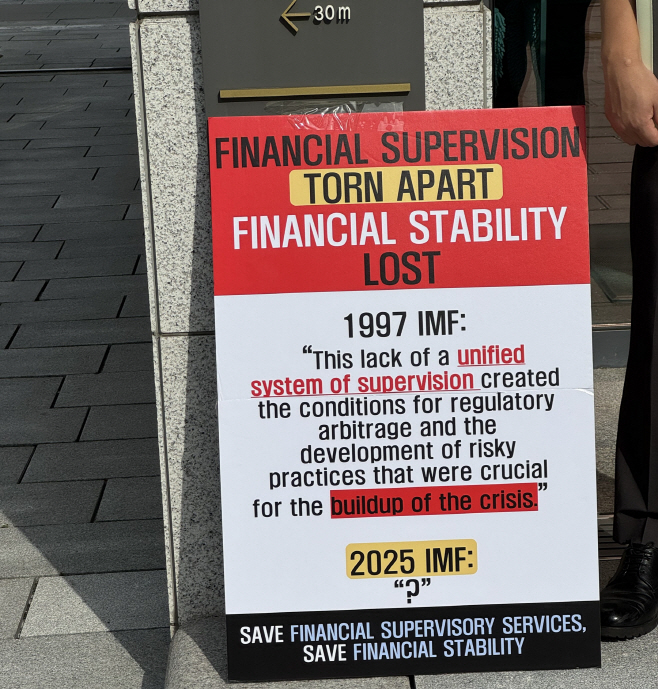 30m
FINANCIAL SUPERVISION
TORN APART
FINANCIAL STABILITY
LOST
1997 IMF:
“This lack of a unified
system of supervision created
the conditions for regulatory
arbitrage and the
development of risky
practices that were crucial
for the buildup of the crisis.”
2025 IMF:
“?”
SAVE FINANCIAL SUPERVISORY SERVICES,
SAVE FINANCIAL STABILITY